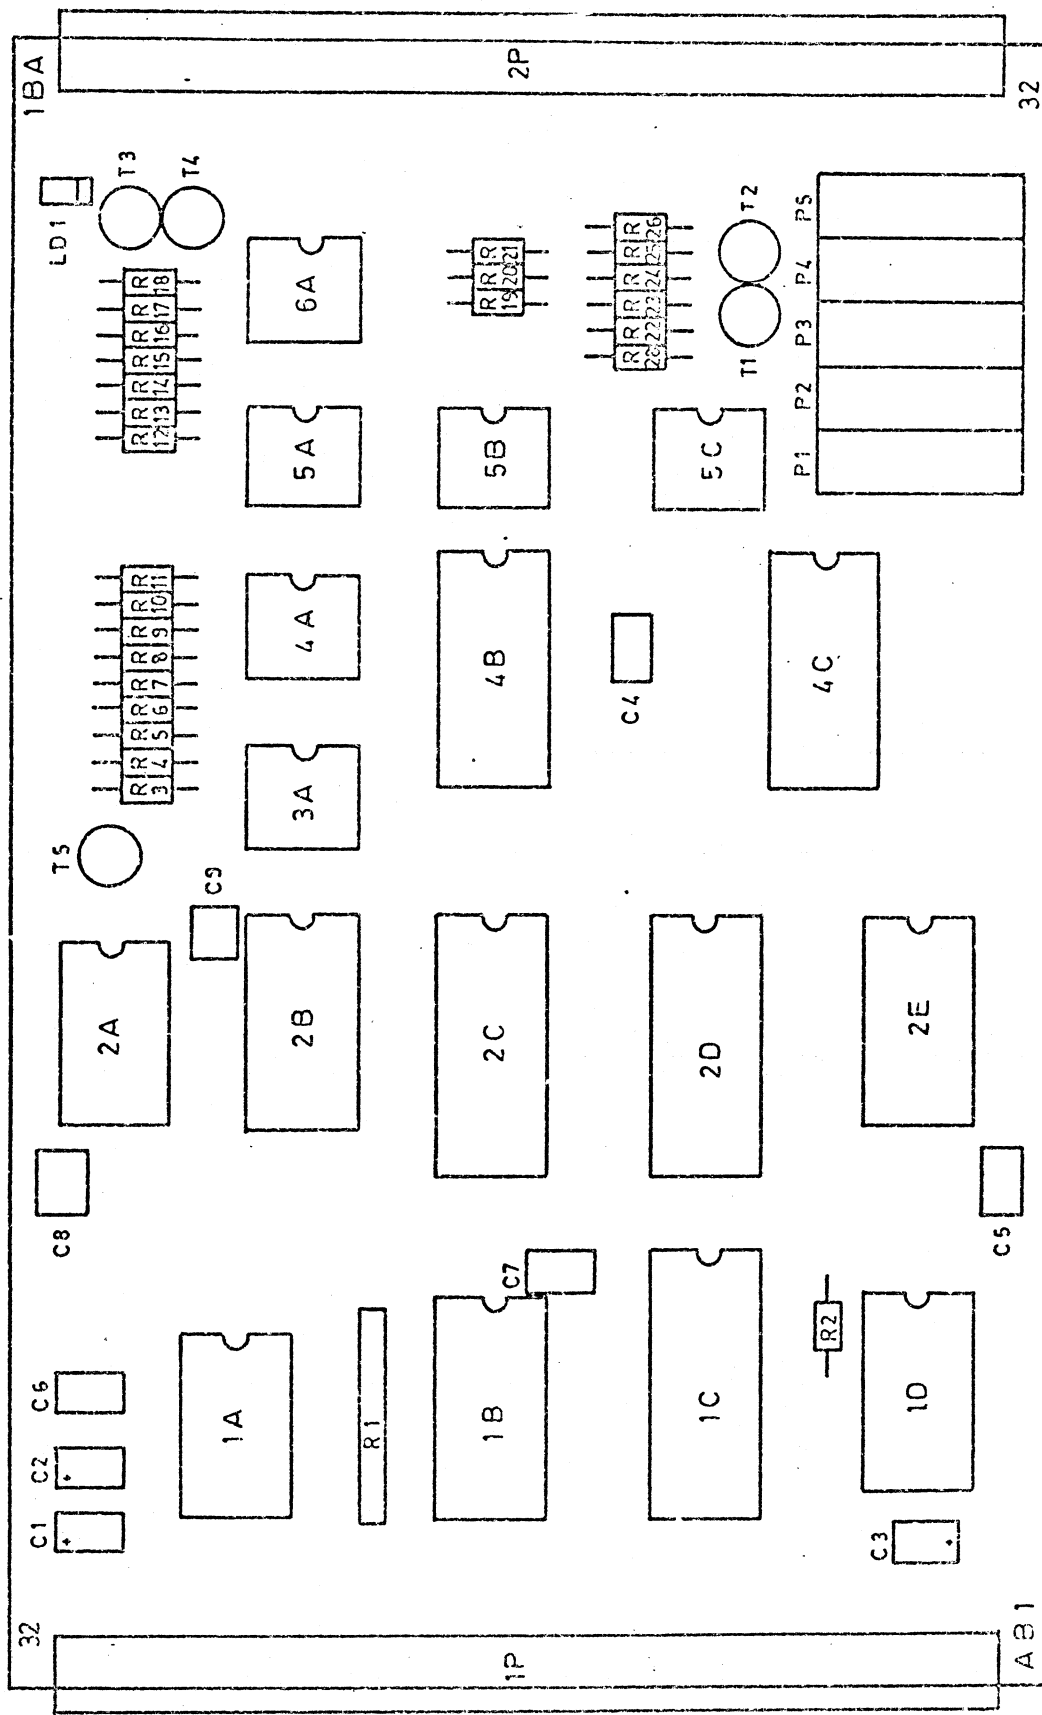 1BA
2P
32
LD1
T3
T4
R R R R R R R
12 13 14 15 16 17 18
6A
R R R
19 20 21
R R R R R R
28 22 23 24 25 26
T1
T2
5A
5B
5C
P1
P2
P3
P4
P5
R R R R R R R R R
3 4 5 6 7 8 9 10 11
4A
4B
C4
4C
3A
T5
C9
2A
2B
2C
2D
2E
C8
C5
C7
C6
C2
+
C1
+
1A
R1
1B
1C
R2
1D
C3
+
32
1P
AB1